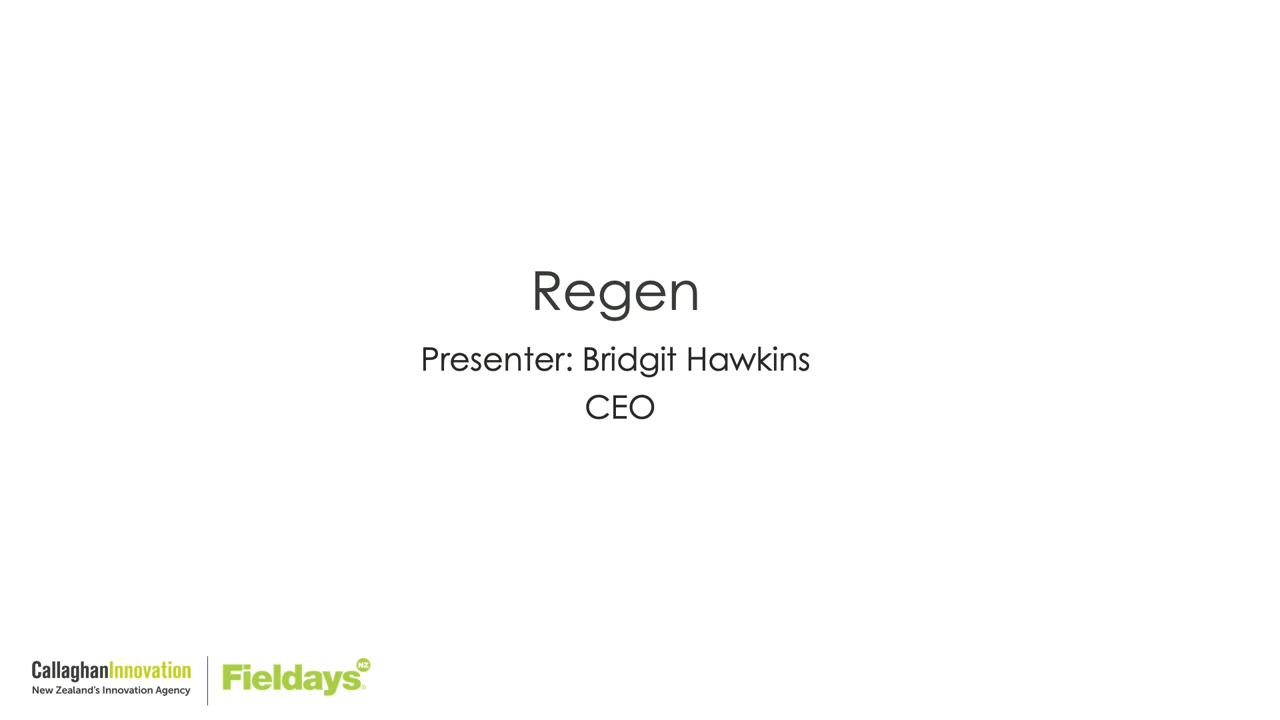 Regen
Presenter: Bridgit Hawkins
CEO
CallaghanInnovation
New Zealand's Innovation Agency
Fieldays NZ